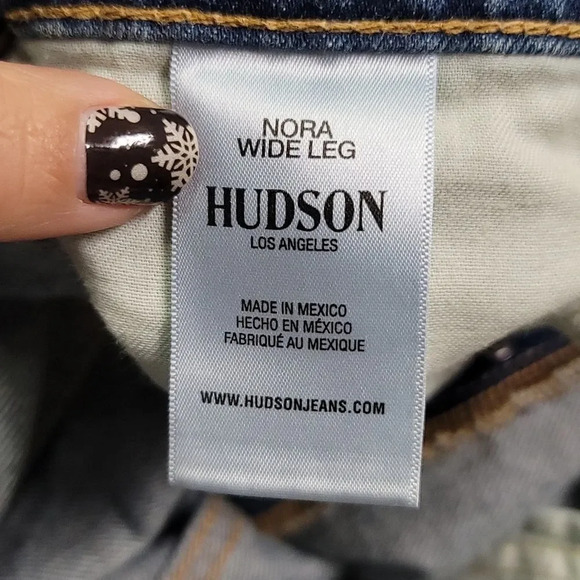 NORA
WIDE LEG
HUDSON
LOS ANGELES
MADE IN MEXICO
HECHO EN MÉXICO
FABRIQUÉ AU MEXIQUE
WWW.HUDSONJEANS.COM